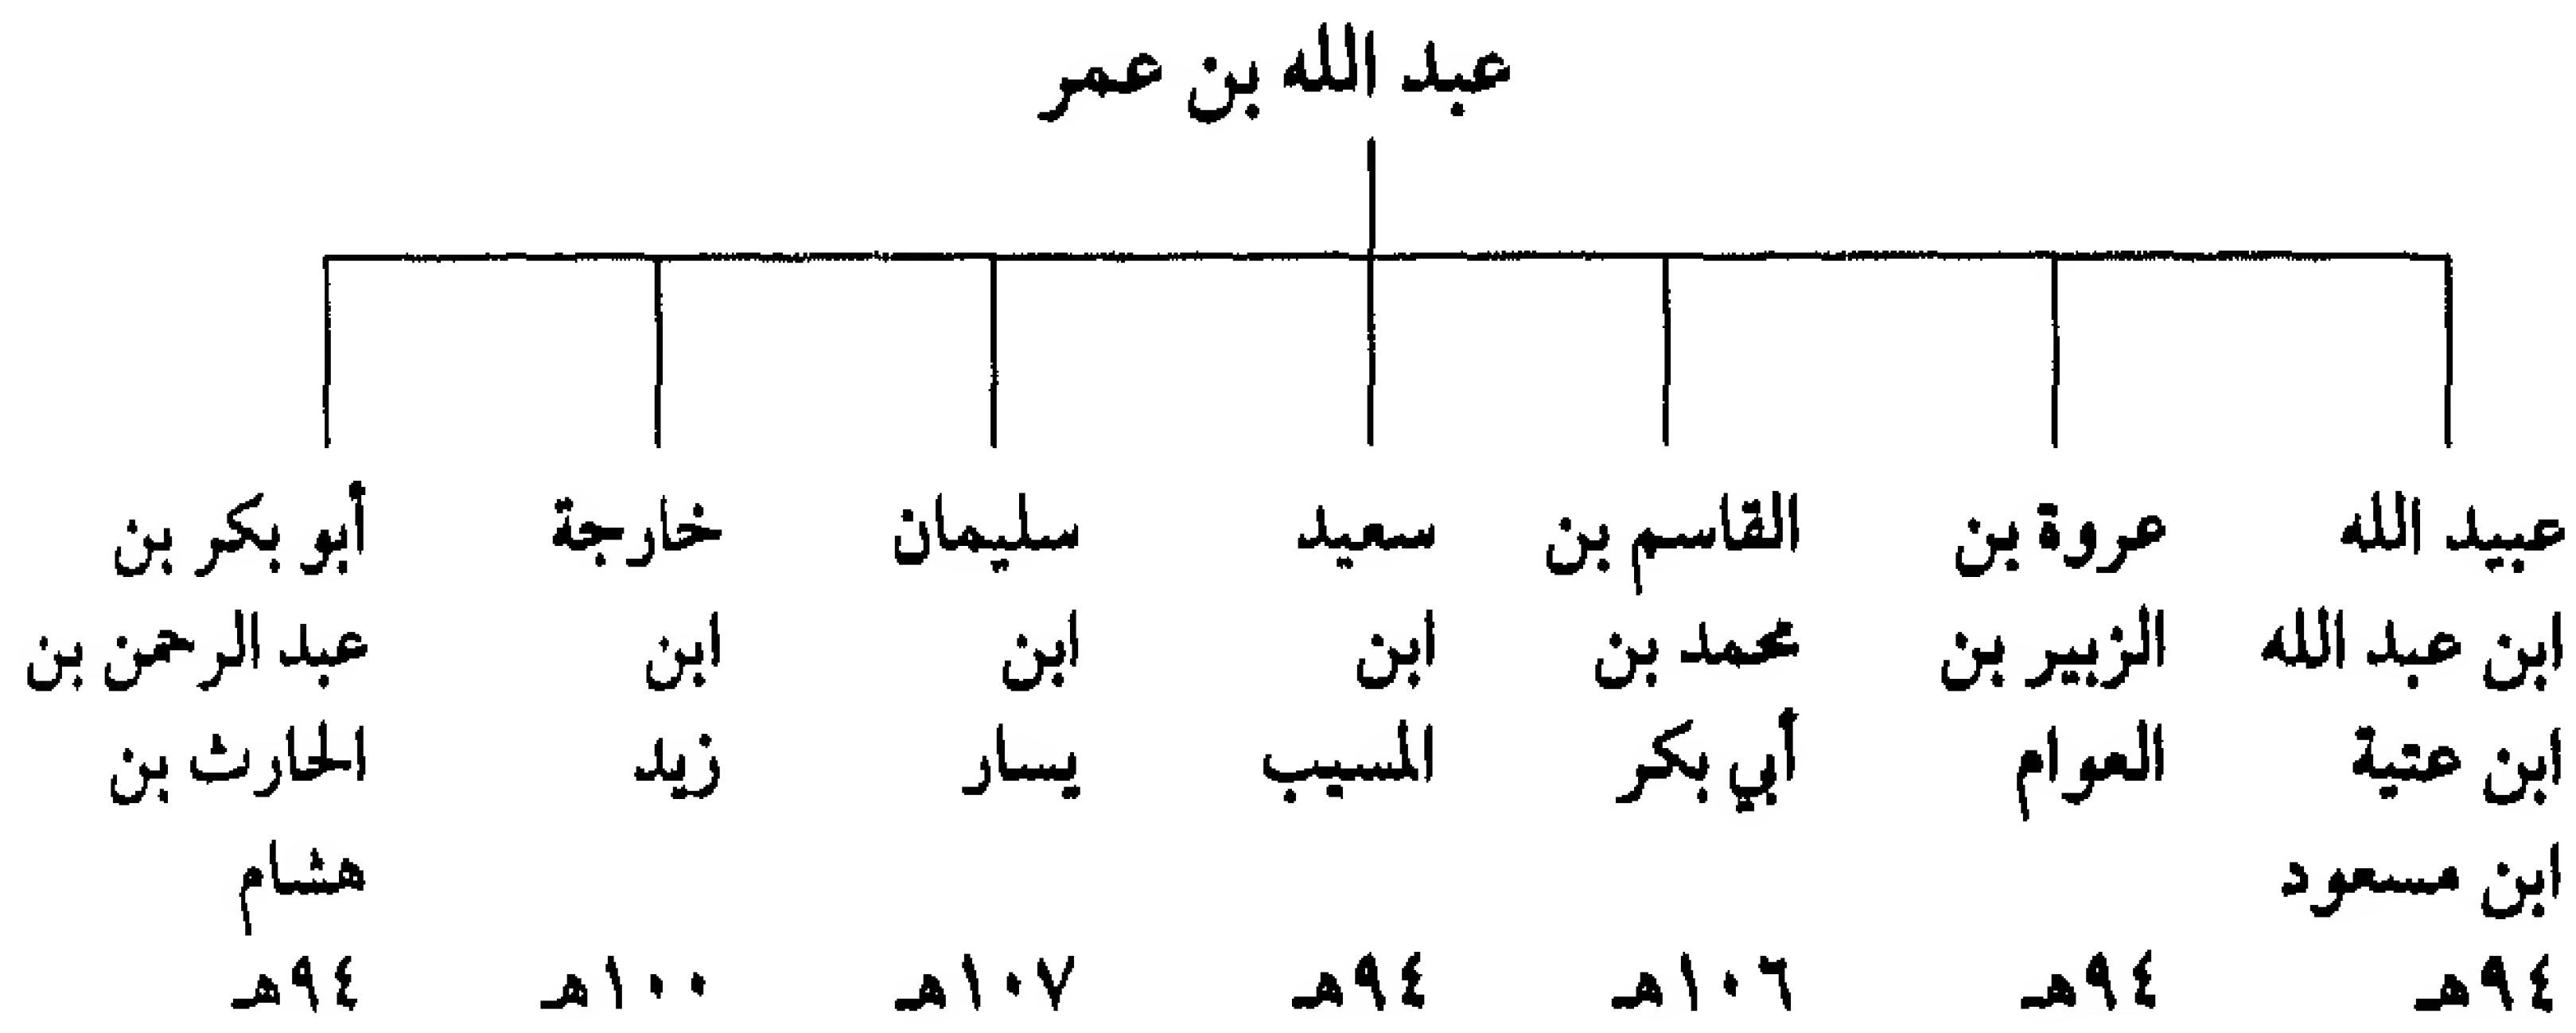 عبد الله بن عمر
عبيد الله
ابن عبد الله
ابن عتية
ابن مسعود
٩٤هـ
عروة بن
الزبير بن
العوام
٩٤هـ
القاسم بن
محمد بن
أبي بكر
١٠٦هـ
سعيد
ابن
المسيب
٩٤هـ
سليمان
ابن
يسار
١٠٧هـ
خارجة
ابن
زيد
١٠٠هـ
أبو بكر بن
عبد الرحمن بن
الحارث بن
هشام
٩٤هـ